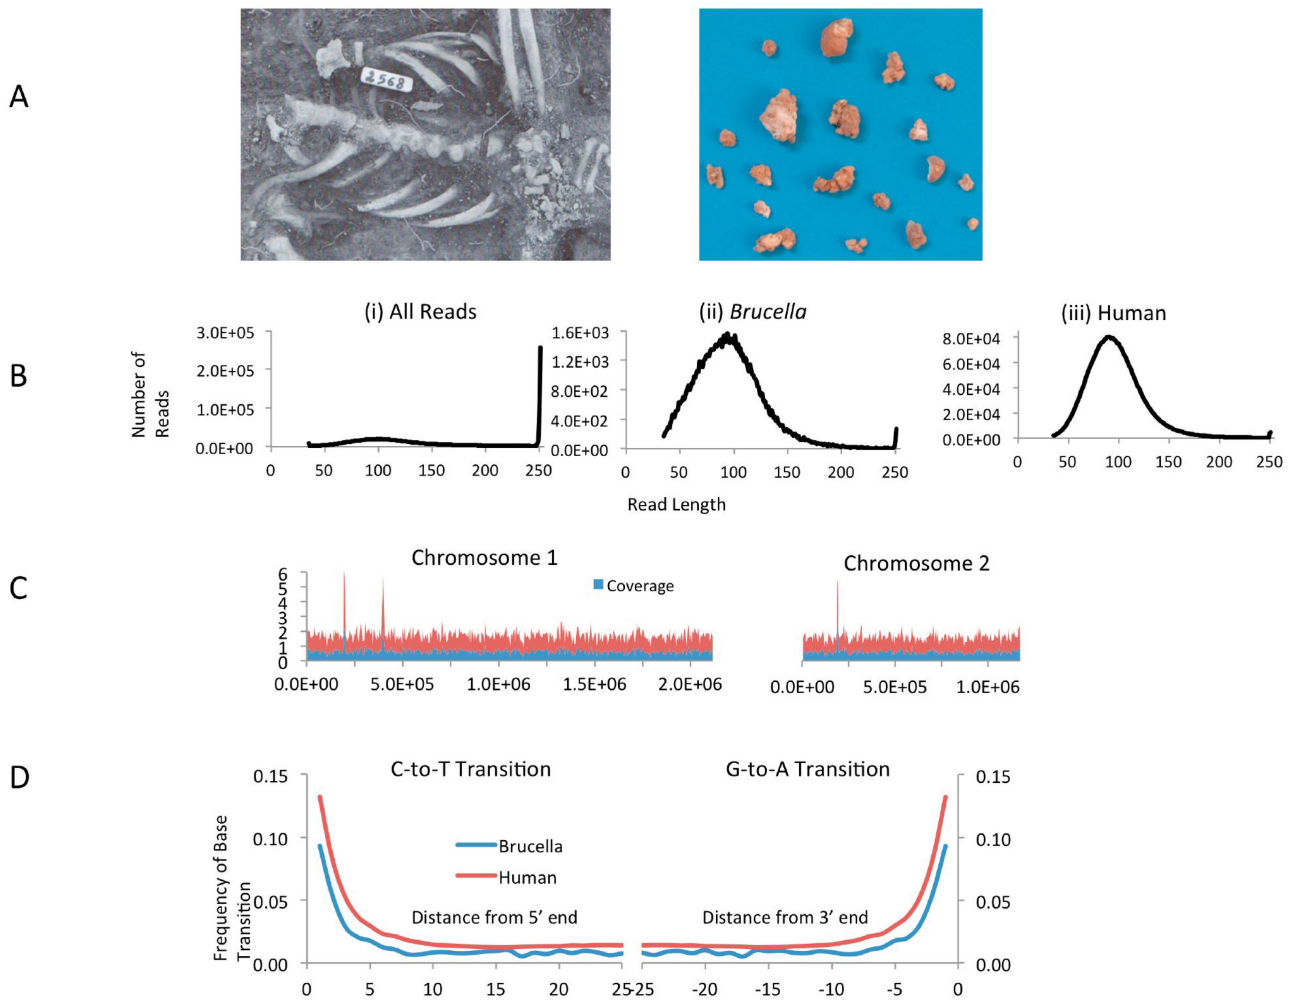 A
2568
B
(i) All Reads
(ii) Brucella
(iii) Human
Number of
Reads
3.0E+05
2.0E+05
1.0E+05
0.0E+00
0 50 100 150 200 250
1.6E+03
1.2E+03
8.0E+02
4.0E+02
0.0E+00
0 50 100 150 200 250
8.0E+04
6.0E+04
4.0E+04
2.0E+04
0.0E+00
0 50 100 150 200 250
Read Length
C
Chromosome 1
Chromosome 2
Coverage
6
5
4
3
2
1
0
0.0E+00 5.0E+05 1.0E+06 1.5E+06 2.0E+06
0.0E+00 5.0E+05 1.0E+06
D
C-to-T Transition
G-to-A Transition
Frequency of Base
Transition
0.15
0.10
0.05
0.00
Brucella
Human
Distance from 5’ end
Distance from 3’ end
0.15
0.10
0.05
0.00
0 5 10 15 20 25
-25 -20 -15 -10 -5 0